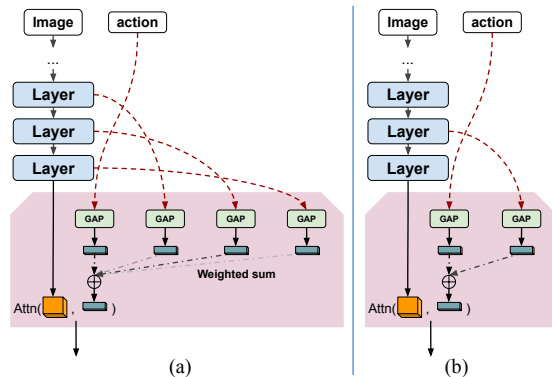 Image
action
...
Layer
Layer
Layer
GAP
GAP
GAP
GAP
Weighted sum
Attn( , )
(a)
Image
action
...
Layer
Layer
Layer
GAP
GAP
Attn( , )
(b)